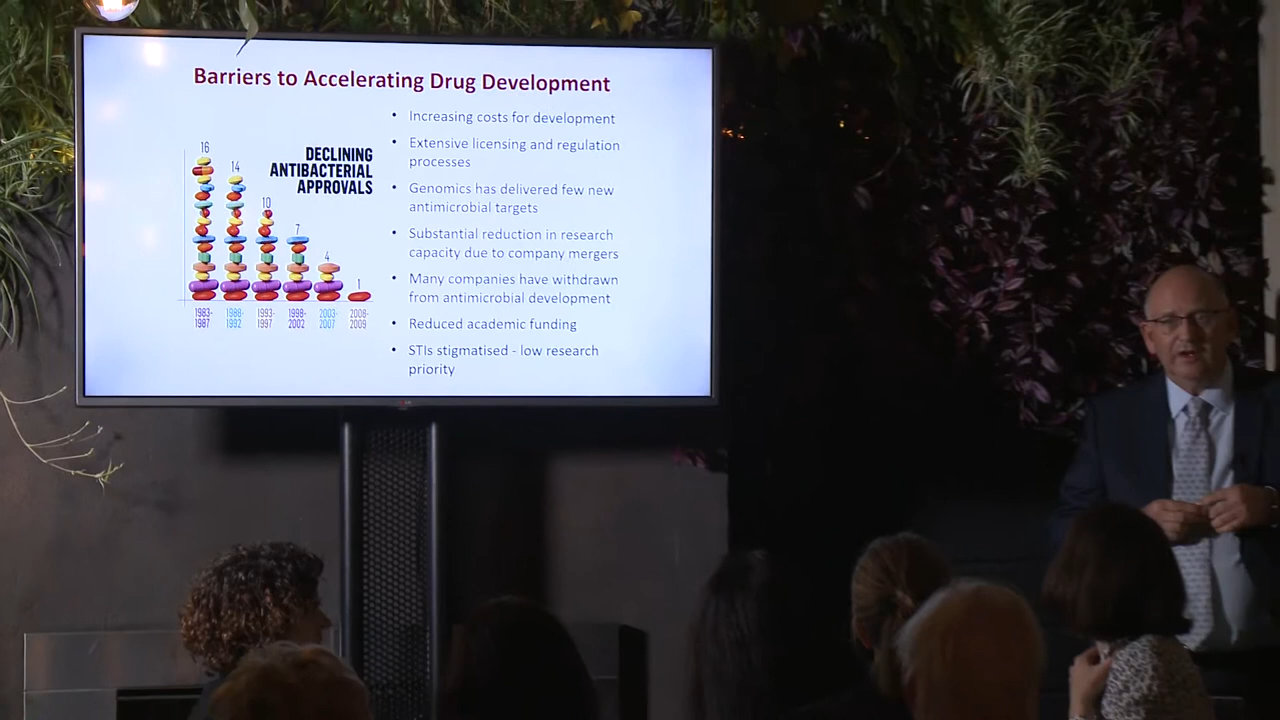 Barriers to Accelerating Drug Development
DECLINING
ANTIBACTERIAL
APPROVALS
16
14
10
7
4
1
1983-
1987
1988-
1992
1993-
1997
1998-
2002
2003-
2007
2008-
2009
• Increasing costs for development
• Extensive licensing and regulation
processes
• Genomics has delivered few new
antimicrobial targets
• Substantial reduction in research
capacity due to company mergers
• Many companies have withdrawn
from antimicrobial development
• Reduced academic funding
• STIs stigmatised - low research
priority